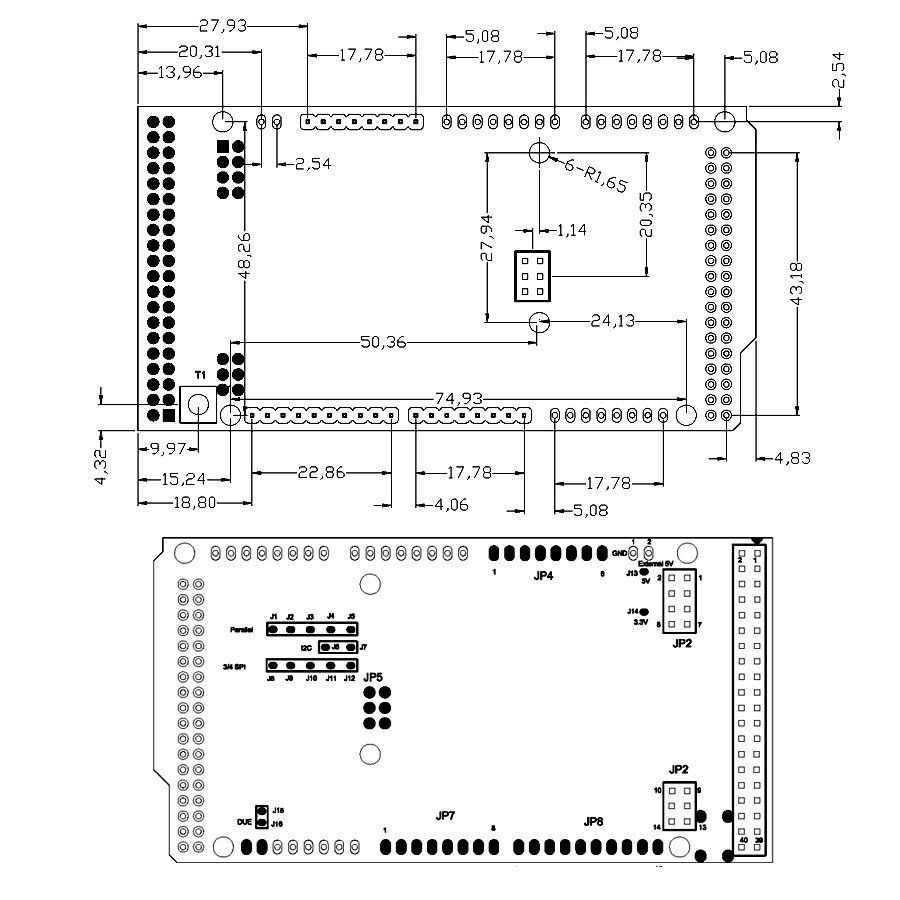 27,93
5,08
5,08
20,31
17,78
17,78
17,78
5,08
13,96
2,54
2,54
6-R1,65
20,35
27,94
1,14
48,26
43,18
24,13
50,36
T1
74,93
4,32
9,97
22,86
17,78
4,83
15,24
17,78
18,80
4,06
5,08
1 2
GND
1 JP4 8
External 5V
2 1
J13
5V
2 1
J1 J2 J3 J4 J5
Parallel
J14
3.3V
8 7
I2C J6 J7
JP2
3/4 SPI
J8 J9 J10 J11 J12
JP5
JP2
10 9
J15
DUE J16
JP7
1 8
JP8
14 13
40 39